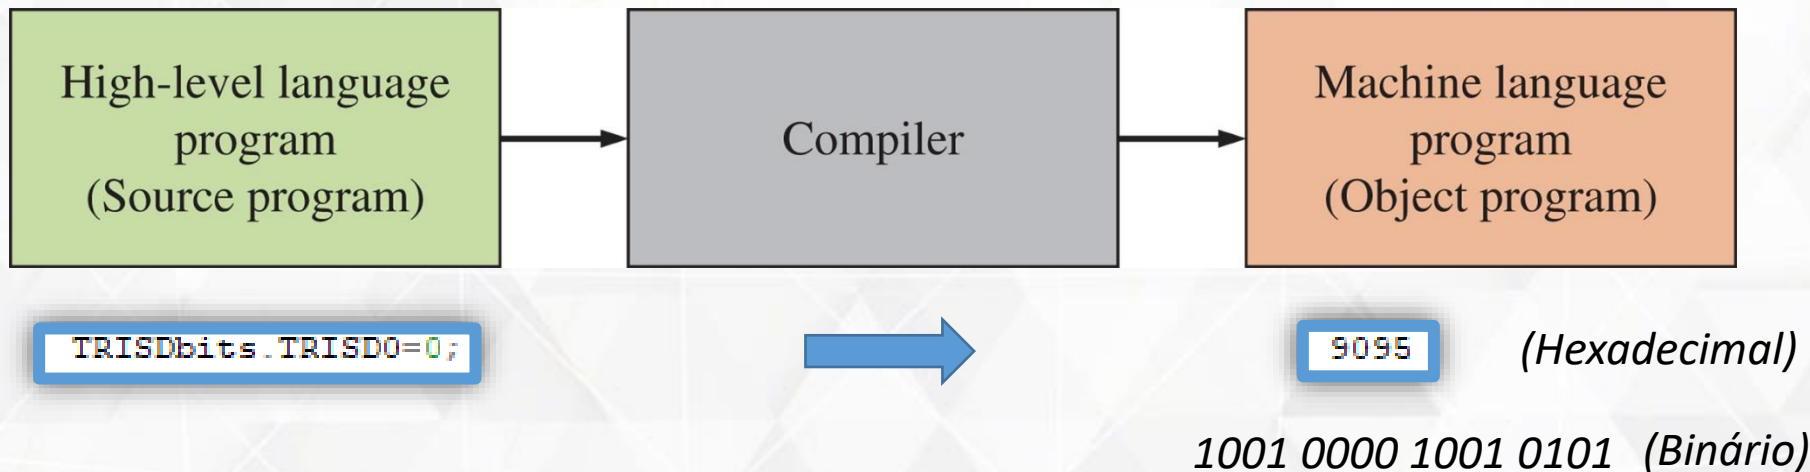 High-level language
program
(Source program)
Compiler
Machine language
program
(Object program)
TRISDbits.TRISD0=0;
9095
(Hexadecimal)
1001 0000 1001 0101 (Binário)